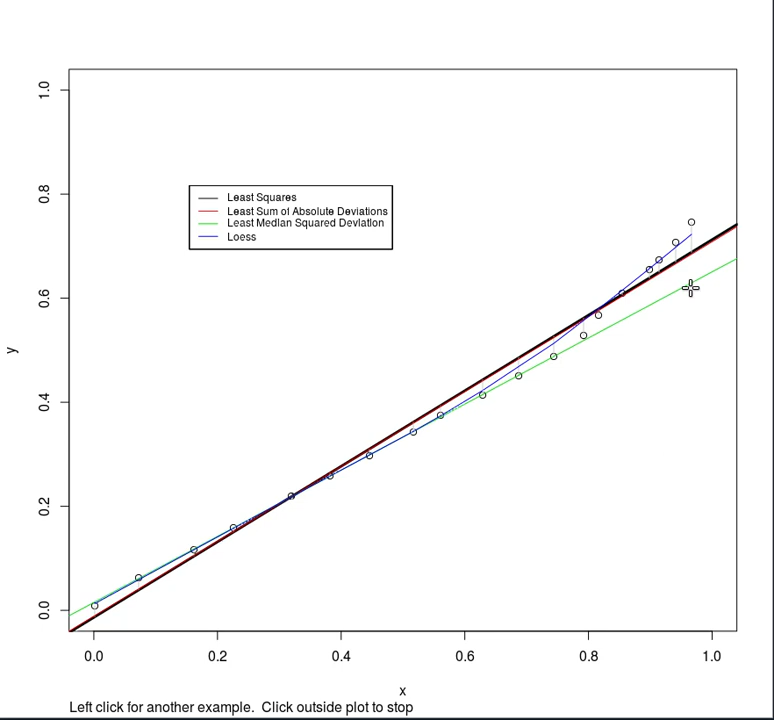 1.0
0.8
Least Squares
Least Sum of Absolute Deviations
Least Median Squared Deviation
Loess
0.6
y
0.4
0.2
0.0
0.0 0.2 0.4 0.6 0.8 1.0
x
Left click for another example. Click outside plot to stop